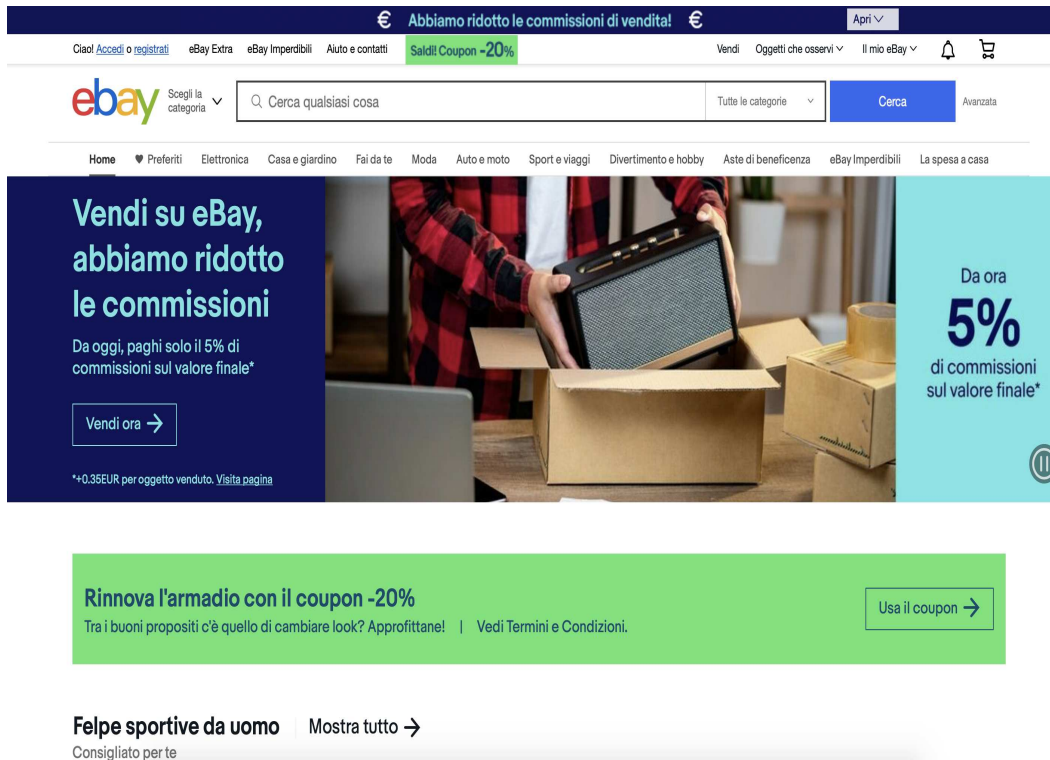 € Abbiamo ridotto le commissioni di vendita! € Apri
Ciao! Accedi o registrati eBay Extra eBay Imperdibili Aiuto e contatti Saldi! Coupon -20% Vendi Oggetti che osservi Il mio eBay
ebay Scegli la categoria Cerca qualsiasi cosa Tutte le categorie Cerca Avanzata
Home Preferiti Elettronica Casa e giardino Fai da te Moda Auto e moto Sport e viaggi Divertimento e hobby Aste di beneficenza eBay Imperdibili La spesa a casa
Vendi su eBay,
abbiamo ridotto
le commissioni
Da oggi, paghi solo il 5% di
commissioni sul valore finale*
Vendi ora
*+0.35EUR per oggetto venduto. Visita pagina
Da ora
5%
di commissioni
sul valore finale*
Rinnova l'armadio con il coupon -20%
Tra i buoni propositi c'è quello di cambiare look? Approfittane! | Vedi Termini e Condizioni.
Usa il coupon
Felpe sportive da uomo Mostra tutto
Consigliato per te